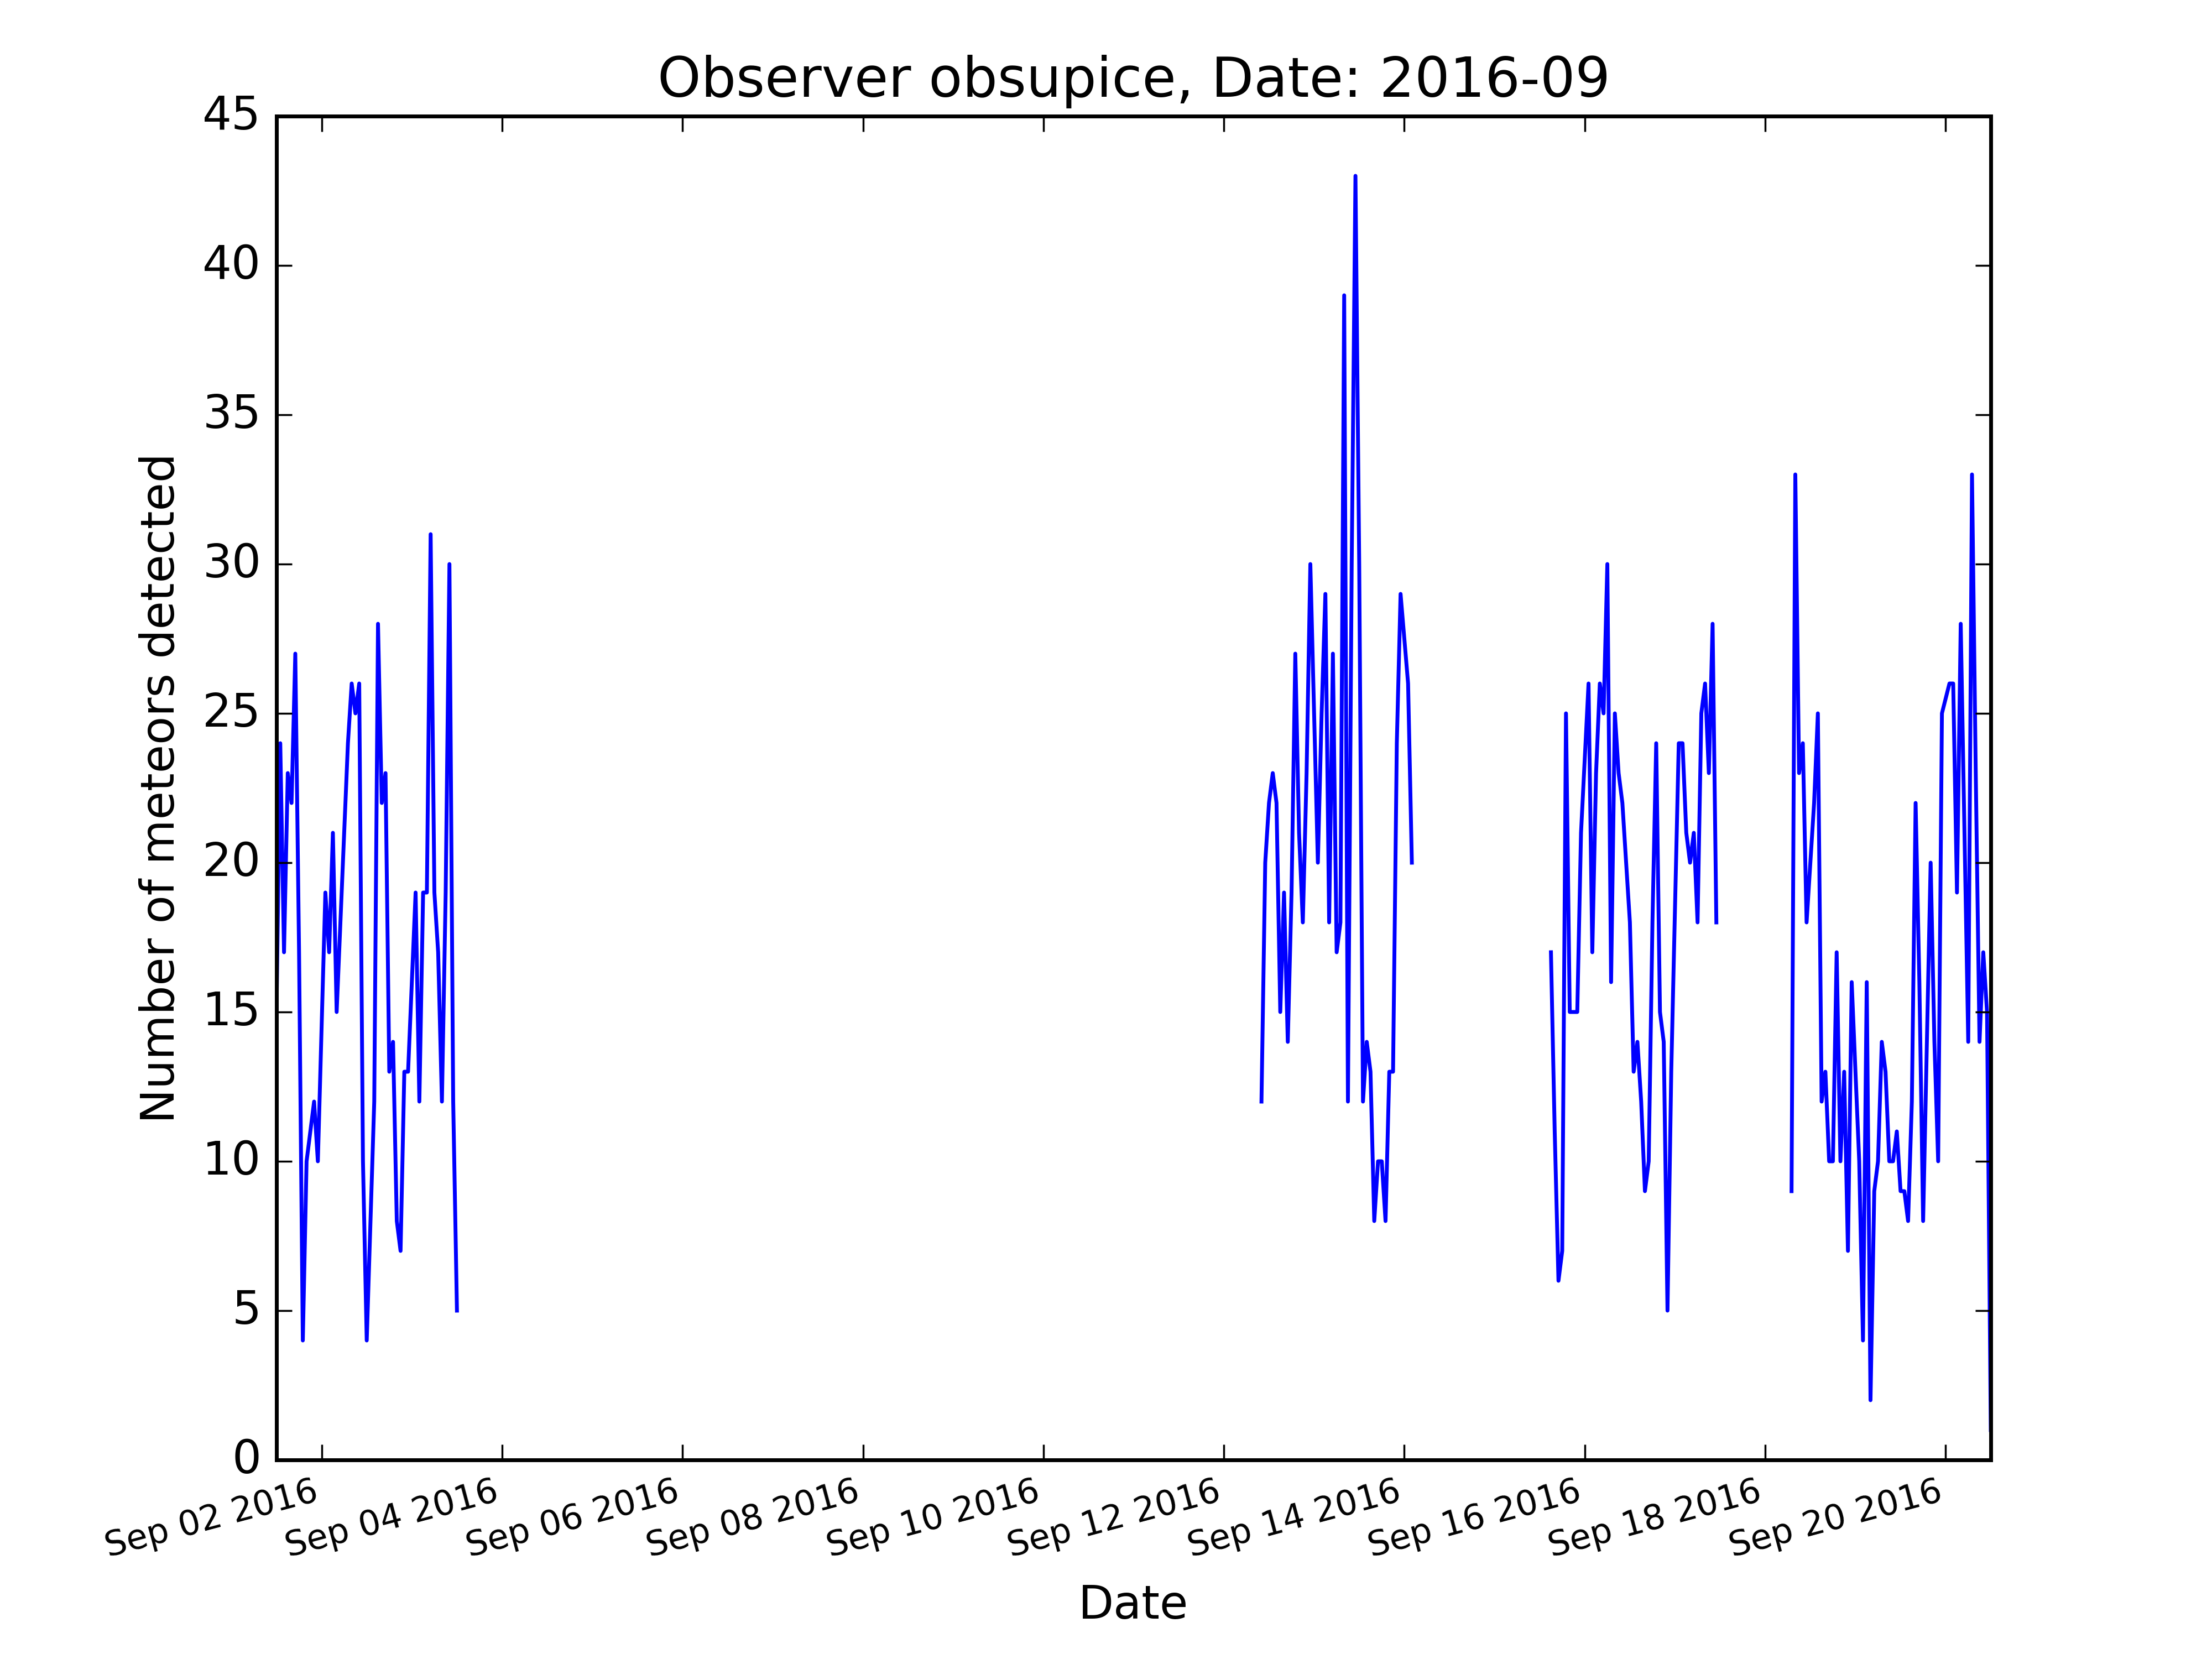 Observer obsupice, Date: 2016-09
45
40
35
30
25
20
15
10
5
0
Number of meteors detected
Sep 02 2016
Sep 04 2016
Sep 06 2016
Sep 08 2016
Sep 10 2016
Sep 12 2016
Sep 14 2016
Sep 16 2016
Sep 18 2016
Sep 20 2016
Date